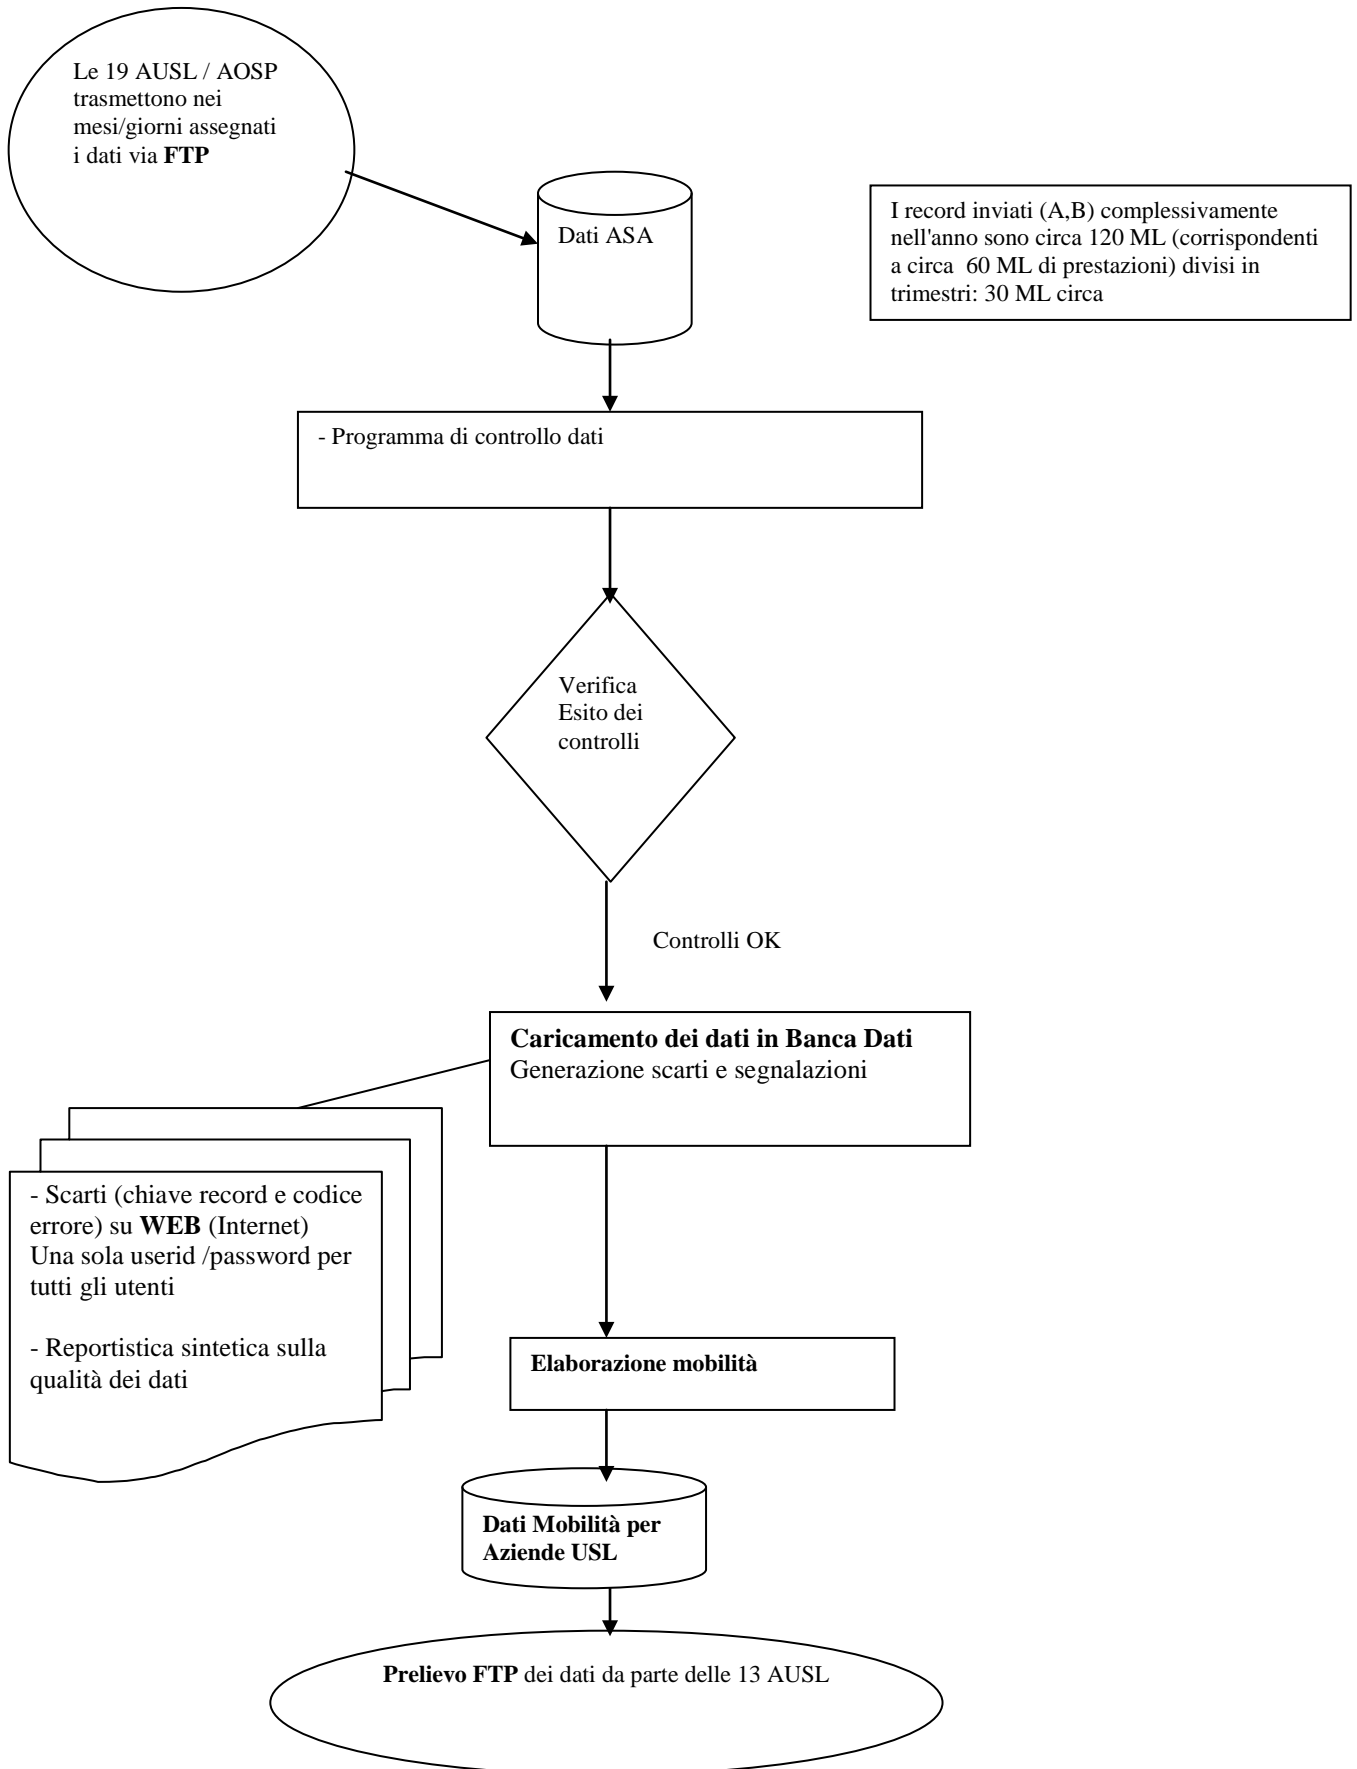 Le 19 AUSL / AOSP
trasmettono nei
mesi/giorni assegnati
i dati via FTP
Dati ASA
I record inviati (A,B) complessivamente
nell'anno sono circa 120 ML (corrispondenti
a circa  60 ML di prestazioni) divisi in
trimestri: 30 ML circa
- Programma di controllo dati
Verifica
Esito dei
controlli
Controlli OK
Caricamento dei dati in Banca Dati
Generazione scarti e segnalazioni
- Scarti (chiave record e codice
errore) su WEB (Internet)
Una sola userid /password per
tutti gli utenti
- Reportistica sintetica sulla
qualità dei dati
Elaborazione mobilità
Dati Mobilità per
Aziende USL
Prelievo FTP dei dati da parte delle 13 AUSL